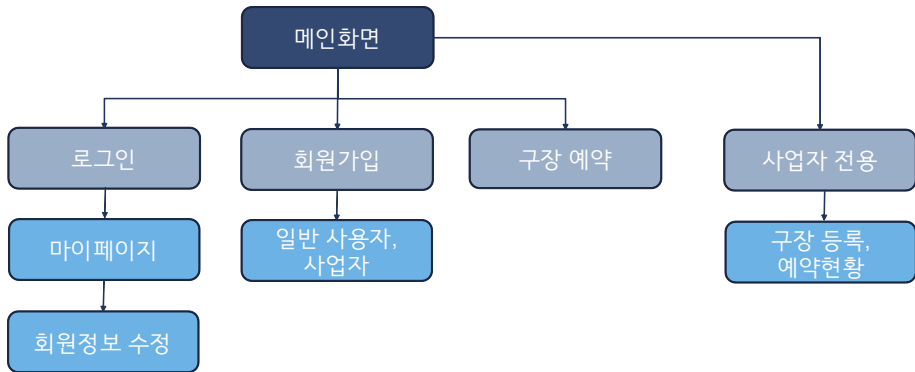 메인화면
로그인
회원가입
구장 예약
사업자 전용
마이페이지
일반 사용자,
사업자
구장 등록,
예약현황
회원정보 수정